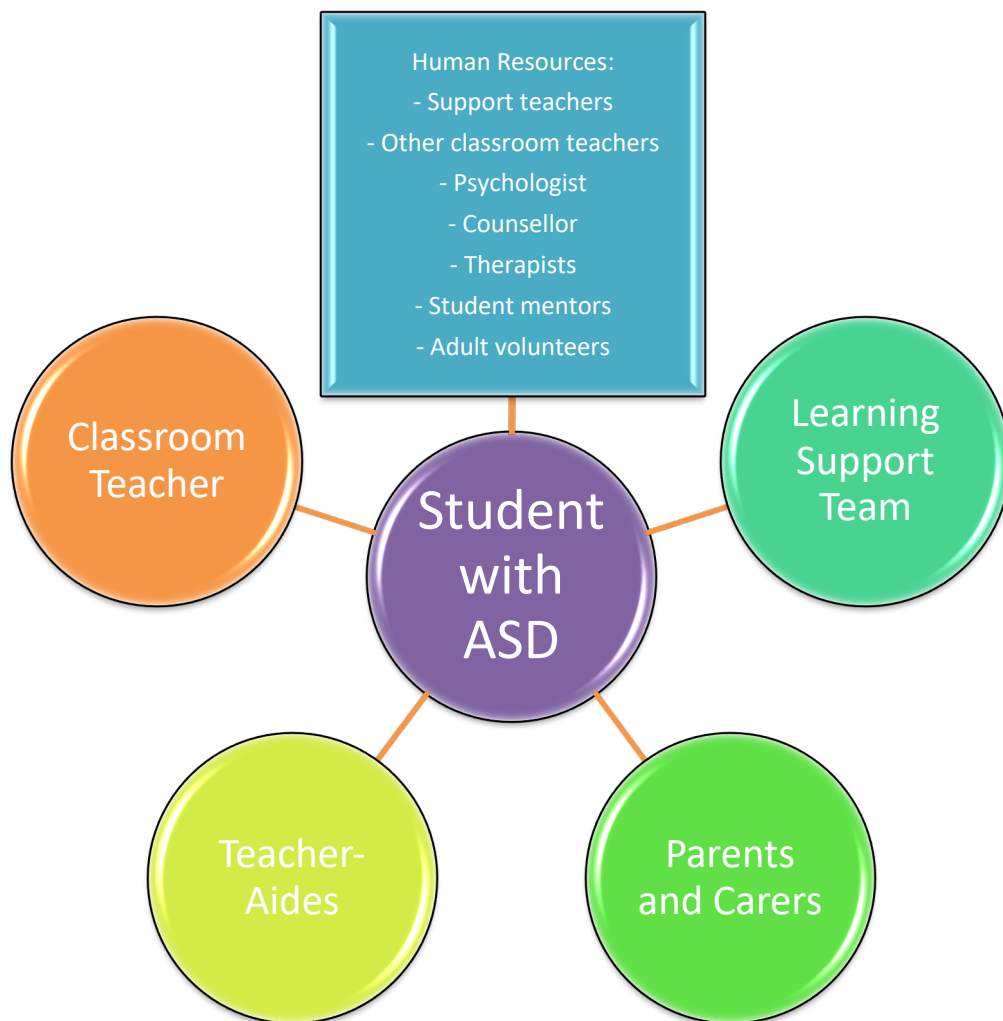 Human Resources:
- Support teachers
- Other classroom teachers
- Psychologist
- Counsellor
- Therapists
- Student mentors
- Adult volunteers
Classroom
Teacher
Learning
Support
Team
Student
with
ASD
Teacher-
Aides
Parents
and Carers